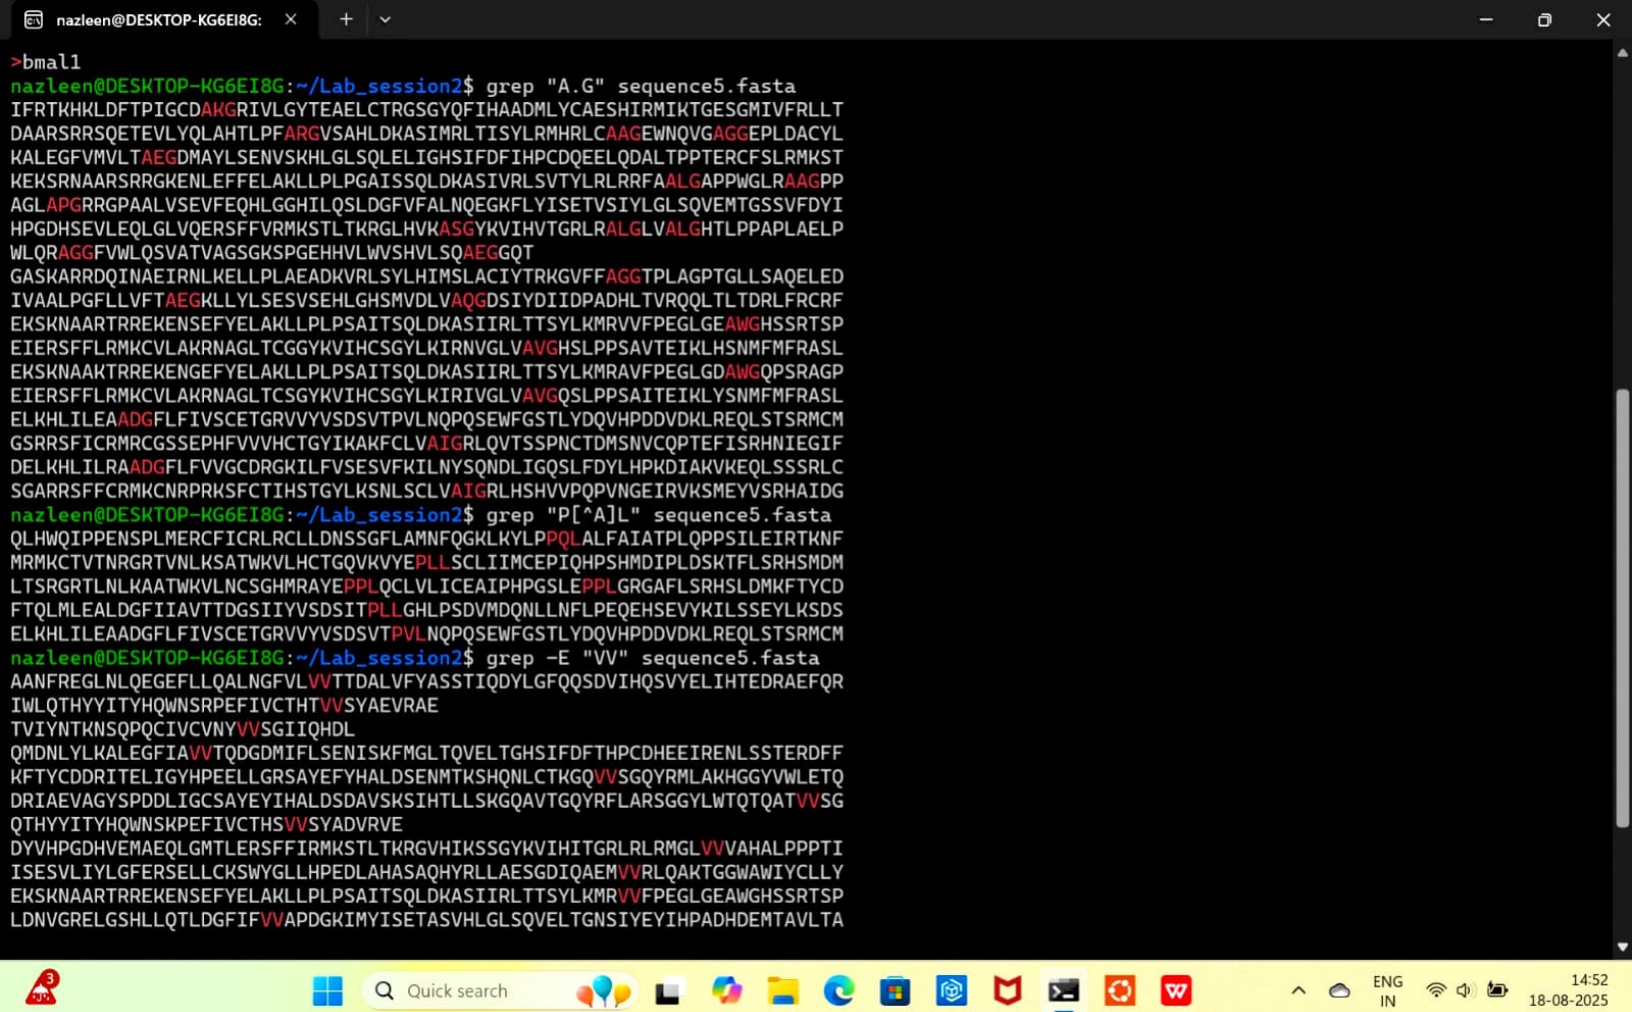 nazleen@DESKTOP-KG6EI8G:
>bmal1
nazleen@DESKTOP-KG6EI8G:~/Lab_session2$ grep "A.G" sequence5.fasta
IFRTKHKLDFTPIGCDAKGRIVLGYTEAELCTRGSGYQFIHAADMLYCAESHIRMIKTGESGMIVFRLLT
DAARSRRSQETEVLYQLAHTLPFARGVSAHLDKASIMRLTISYLRMHRLCAAGEWNQVGAGGEPLDACYL
KALEGFVMVLTAEGDMAYLSENVSKHLGLSQLELIGHSIFDFIHPCDQEELQDALTPPTERCFSLRMKST
KEKSRNAARSRRGKENLEFFELAKLLPLPGAISSQLDKASIVRLSVTYLRLRRFAALGAPPWGLRAAGPP
AGLAPGRRGPAALVSEVFEQHLGGHILQSLDGFVFALNQEGKFLYISETVSIYLGLSQVEMTGSSVFDYI
HPGDHSEVLEQLGLVQERSFFVRMKSTLTKRGLHVKASGYKVIHVTGRLRALGLVALGHTLPPAPLAELP
WLQRAGGFVWLQSVATVAGSGKSPGEHHVLWVSHVLSQAEGGQT
GASKARRDQINAEIRNLKELLPLAEADKVRLSYLHIMSLACIYTRKGVFFAGGTPLAGPTGLLSAQELED
IVAALPGFLLVFTAEGKLLYLSESVSEHLGHSMVDLVAQGDSIYDIIDPADHLTVRQQLTLTDRLFRCRF
EKSKNAARTRREKENSEFYELAKLLPLPSAITSQLDKASIIRLTTSYLKMRVVFPEGLGEAWGHSSRTSP
EIERSFFLRMKCVLAKRNAGLTCGGYKVIHCSGYLKIRNVGLVAVGHSLPPSAVTEIKLHSNMFMFRASL
EKSKNAAKTRREKENGEFYELAKLLPLPSAITSQLDKASIIRLTTSYLKMRAVFPEGLGDAWGQPSRAGP
EIERSFFLRMKCVLAKRNAGLTCSGYKVIHCSGYLKIRIVGLVAVGQSLPPSAITEIKLYSNMFMFRASL
ELKHLILEAADGFLFIVSCETGRVVYVSDSVTPVLNQPQSEWFGSTLYDQVHPDDVDKLREQLSTSRMCM
GSRRSFICRMRCGSSEPHFVVVHCTGYIKAKFCLVAIGRLQVTSSPNCTDMSNVCQPTEFISRHNIEGIF
DELKHLILRAADGFLFVVGCDRGKILFVSESVFKILNYSQNDLIGQSLFDYLHPKDIAKVKEQLSSSRLC
SGARRSFFCRMKCNRPRKSFCTIHSTGYLKSNLSCLVAIGRLHSHVVPQPVNGEIRVKSMEYVSRHAIDG
nazleen@DESKTOP-KG6EI8G:~/Lab_session2$ grep "P[^A]L" sequence5.fasta
QLHWQIPPENSPLMERCFICRLRCLLDNSSGFLAMNFQGKLKYLPPQLALFAIATPLQPPSILEIRTKNF
MRMKCTVTNRGRTVNLKSATWKVLHCTGQVKVYEPLLSCLIIMCEPIQHPSHMDIPLDSKTFLSRHSMDM
LTSRGRTLNLKAATWKVLNCSGHMRAYEPPLQCLVLICEAIPHPGSLEPPLGRGAFLSRHSLDMKFTYCD
FTQLMLEALDGFIIAVTTDGSIIYVSDSITPLLGHLPSDVMDQNLLNFLPEQEHSEVYKILSSEYLKSDS
ELKHLILEAADGFLFIVSCETGRVVYVSDSVTPVLNQPQSEWFGSTLYDQVHPDDVDKLREQLSTSRMCM
nazleen@DESKTOP-KG6EI8G:~/Lab_session2$ grep -E "VV" sequence5.fasta
AANFREGLNLQEGEFLLQALNGFVLVVTTDALVFYASSTIQDYLGFQQSDVIHQSVYELIHTEDRAEFQR
IWLQTHYYITYHQWNSRPEFIVCTHTVVSYAEVRAE
TVIYNTKNSQPQCIVCVNYVVSGIIQHDL
QMDNLYLKALEGFIAVVTQDGDMIFLSENISKFMGLTQVELTGHSIFDFTHPCDHEEIRENLSSTERDFF
KFTYCDDRITELIGYHPEELLGRSAYEFYHALDSENMTKSHQNLCTKGQVVSGQYRMLAKHGGYVWLETQ
DRIAEVAGYSPDDLIGCSAYEYIHALDSDAVSKSIHTLLSKGQAVTGQYRFLARSGGYLWTQTQATVVSG
QTHYYITYHQWNSKPEFIVCTHSVVSYADVRVE
DYVHPGDHVEMAEQLGMTLERSFFIRMKSTLTKRGVHIKSSGYKVIHITGRLRLRMGLVVVAHALPPPTI
ISESVLIYLGFERSELLCKSWYGLLHPEDLAHASAQHYRLLAESGDIQAEMVVRLQAKTGGWAWIYCLLY
EKSKNAARTRREKENSEFYELAKLLPLPSAITSQLDKASIIRLTTSYLKMRVVFPEGLGEAWGHSSRTSP
LDNVGRELGSHLLQTLDGFIFVVAPDGKIMYISETASVHLGLSQVELTGNSIYEYIHPADHDEMTAVLTA
3
Quick search
ENG
IN
14:52
18-08-2025